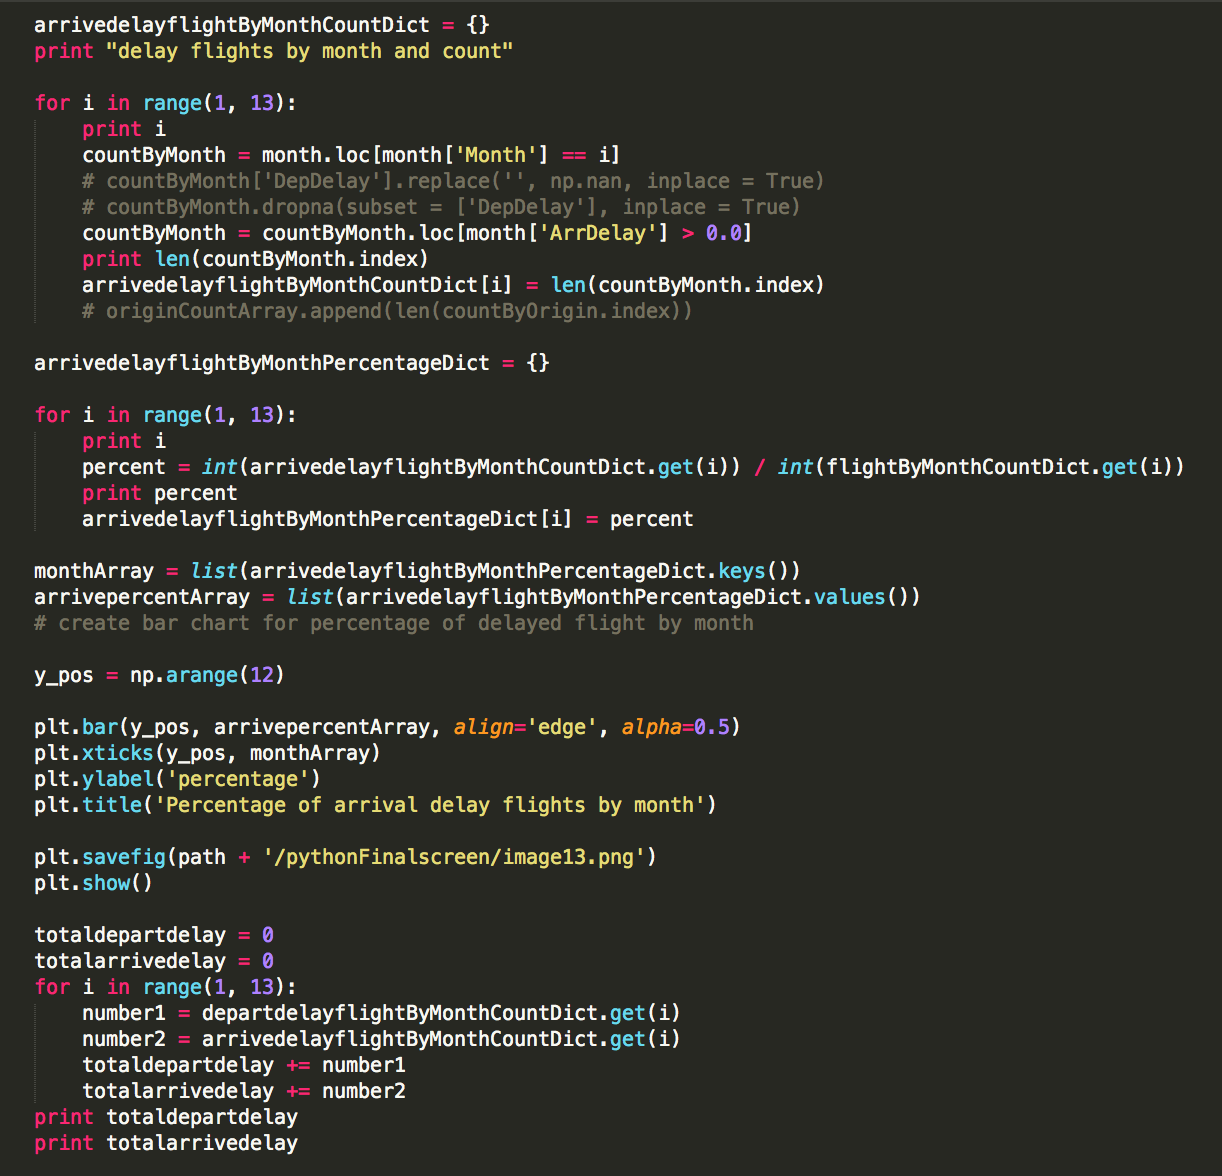 arrivedelayflightByMonthCountDict = {}
print "delay flights by month and count"
for i in range(1, 13):
    print i
    countByMonth = month.loc[month['Month'] == i]
    # countByMonth['DepDelay'].replace('', np.nan, inplace = True)
    # countByMonth.dropna(subset = ['DepDelay'], inplace = True)
    countByMonth = countByMonth.loc[month['ArrDelay'] > 0.0]
    print len(countByMonth.index)
    arrivedelayflightByMonthCountDict[i] = len(countByMonth.index)
    # originCountArray.append(len(countByOrigin.index))
arrivedelayflightByMonthPercentageDict = {}
for i in range(1, 13):
    print i
    percent = int(arrivedelayflightByMonthCountDict.get(i)) / int(flightByMonthCountDict.get(i))
    print percent
    arrivedelayflightByMonthPercentageDict[i] = percent
monthArray = list(arrivedelayflightByMonthPercentageDict.keys())
arrivepercentArray = list(arrivedelayflightByMonthPercentageDict.values())
# create bar chart for percentage of delayed flight by month
y_pos = np.arange(12)
plt.bar(y_pos, arrivepercentArray, align='edge', alpha=0.5)
plt.xticks(y_pos, monthArray)
plt.ylabel('percentage')
plt.title('Percentage of arrival delay flights by month')
plt.savefig(path + '/pythonFinalscreen/image13.png')
plt.show()
totaldepartdelay = 0
totalarrivedelay = 0
for i in range(1, 13):
    number1 = departdelayflightByMonthCountDict.get(i)
    number2 = arrivedelayflightByMonthCountDict.get(i)
    totaldepartdelay += number1
    totalarrivedelay += number2
print totaldepartdelay
print totalarrivedelay